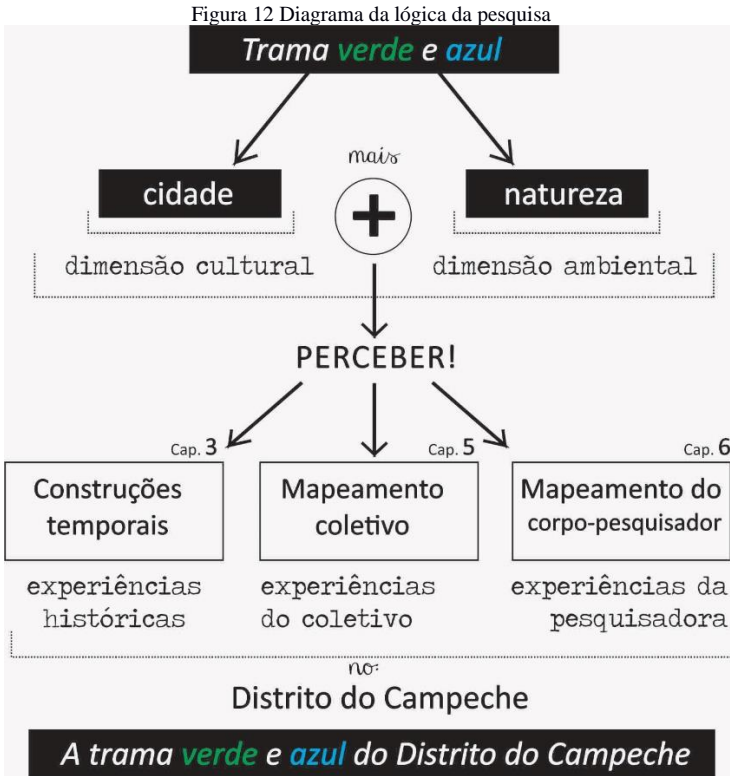 Figura 12 Diagrama da lógica da pesquisa
Trama verde e azul
mais
cidade
+
natureza
dimensão cultural
dimensão ambiental
PERCEBER!
Cap. 3
Construções
temporais
experiências
históricas
Cap. 5
Mapeamento
coletivo
experiências
do coletivo
Cap. 6
Mapeamento do
corpo-pesquisador
experiências da
pesquisadora
no:
Distrito do Campeche
A trama verde e azul do Distrito do Campeche